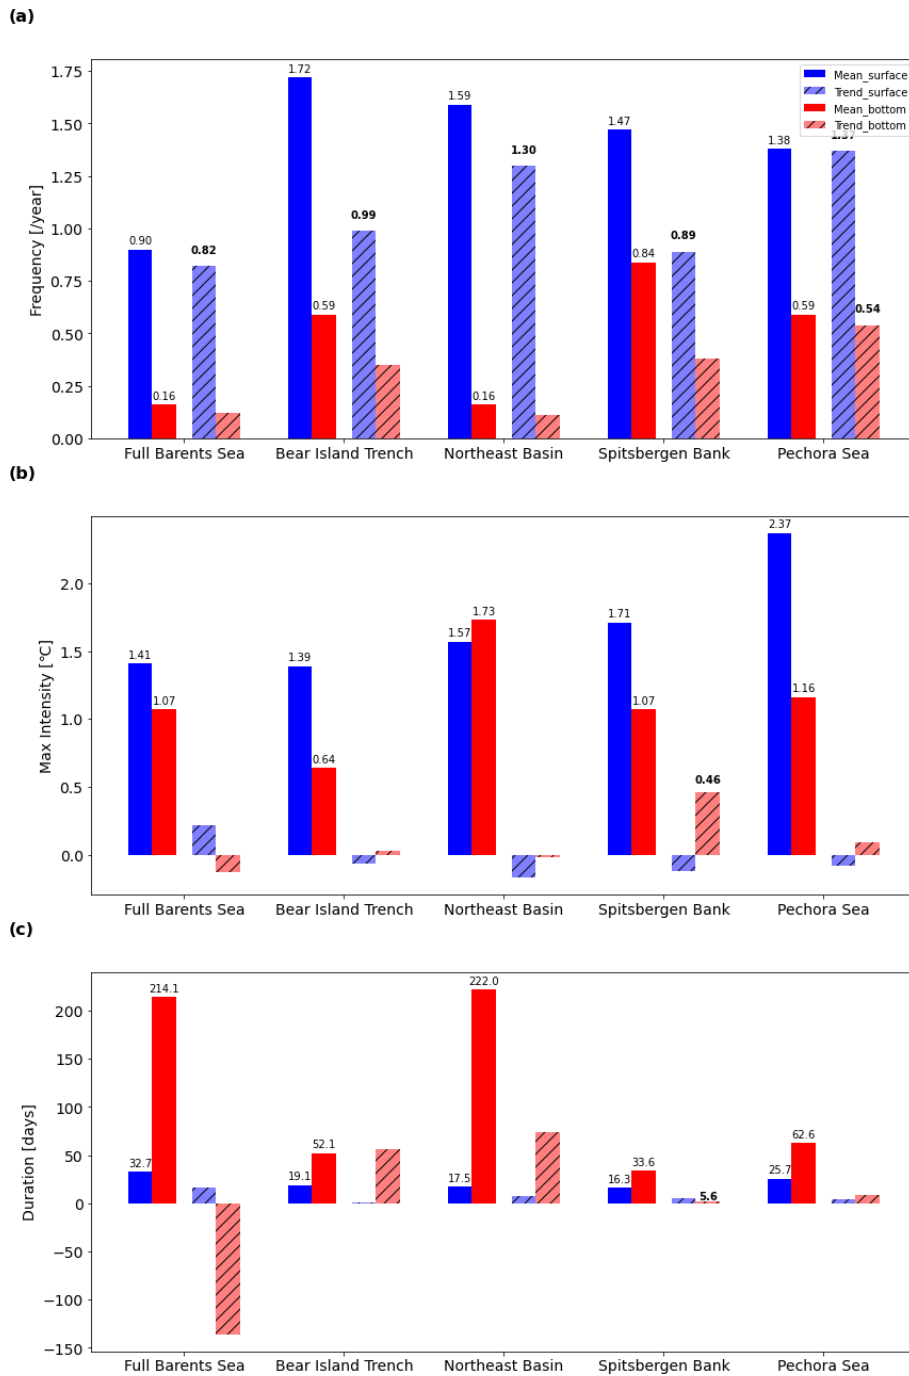 (a)
Frequency [/year]
1.75
1.50
1.25
1.00
0.75
0.50
0.25
0.00
Mean_surface
Trend_surface
Mean_bottom
Trend_bottom
0.90
0.16
0.82
1.72
0.59
0.99
1.59
0.16
1.30
1.47
0.84
0.89
1.38
0.59
1.37
0.54
Full Barents Sea
Bear Island Trench
Northeast Basin
Spitsbergen Bank
Pechora Sea
(b)
Max Intensity [℃]
2.0
1.5
1.0
0.5
0.0
1.41
1.07
1.39
0.64
1.57
1.73
1.71
1.07
0.46
2.37
1.16
Full Barents Sea
Bear Island Trench
Northeast Basin
Spitsbergen Bank
Pechora Sea
(c)
Duration [days]
200
150
100
50
0
−50
−100
−150
32.7
214.1
19.1
52.1
17.5
222.0
16.3
33.6
5.6
25.7
62.6
Full Barents Sea
Bear Island Trench
Northeast Basin
Spitsbergen Bank
Pechora Sea